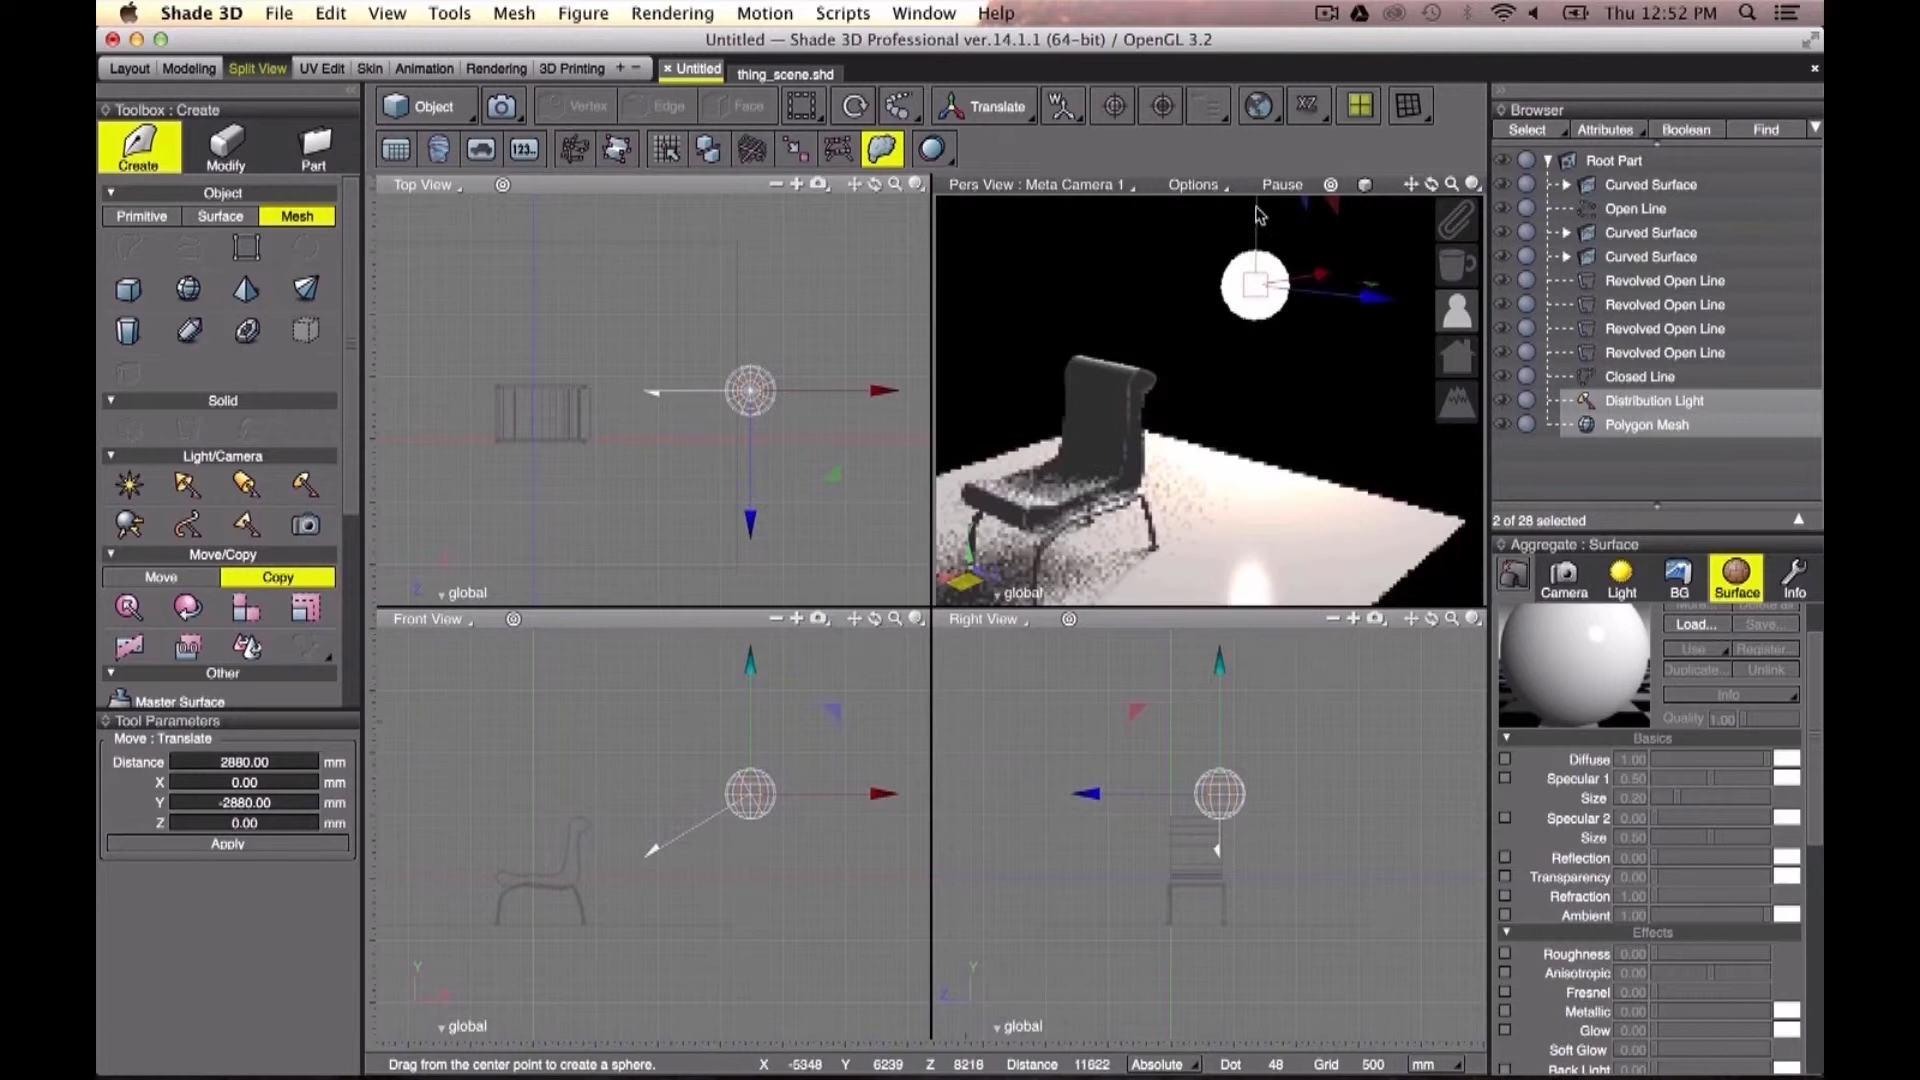 Shade 3D File Edit View Tools Mesh Figure Rendering Motion Scripts Window Help Thu 12:52 PM
Untitled — Shade 3D Professional ver.14.1.1 (64-bit) / OpenGL 3.2
Layout Modeling Split View UV Edit Skin Animation Rendering 3D Printing + − × Untitled thing_scene.shd
Toolbox : Create
Create Modify Part
Object
Primitive Surface Mesh
Solid
Light/Camera
Move/Copy
Move Copy
Other
Master Surface
Tool Parameters
Move : Translate
Distance 2880.00 mm
X 0.00 mm
Y -2880.00 mm
Z 0.00 mm
Apply
Object Vertex Edge Face Translate XZ
123..
Top View
global
Pers View : Meta Camera 1 Options Pause
global
Front View
global
Right View
global
Drag from the center point to create a sphere. X -5348 Y 6239 Z 8216 Distance 11622 Absolute Dot 48 Grid 500 mm
Browser
Select Attributes Boolean Find
Root Part
Curved Surface
Open Line
Curved Surface
Curved Surface
Revolved Open Line
Revolved Open Line
Revolved Open Line
Revolved Open Line
Closed Line
Distribution Light
Polygon Mesh
2 of 28 selected
Aggregate : Surface
Camera Light BG Surface Info
Load... Save...
Use Register...
Duplicate... Unlink
Info
Quality 1.00
Basics
Diffuse 1.00
Specular 1 0.50
Size 0.20
Specular 2 0.00
Size 0.50
Reflection 0.00
Transparency 0.00
Refraction 1.00
Ambient 1.00
Effects
Roughness 0.00
Anisotropic 0.00
Fresnel 0.00
Metallic 0.00
Glow 0.00
Soft Glow 0.00
Back Light 0.00